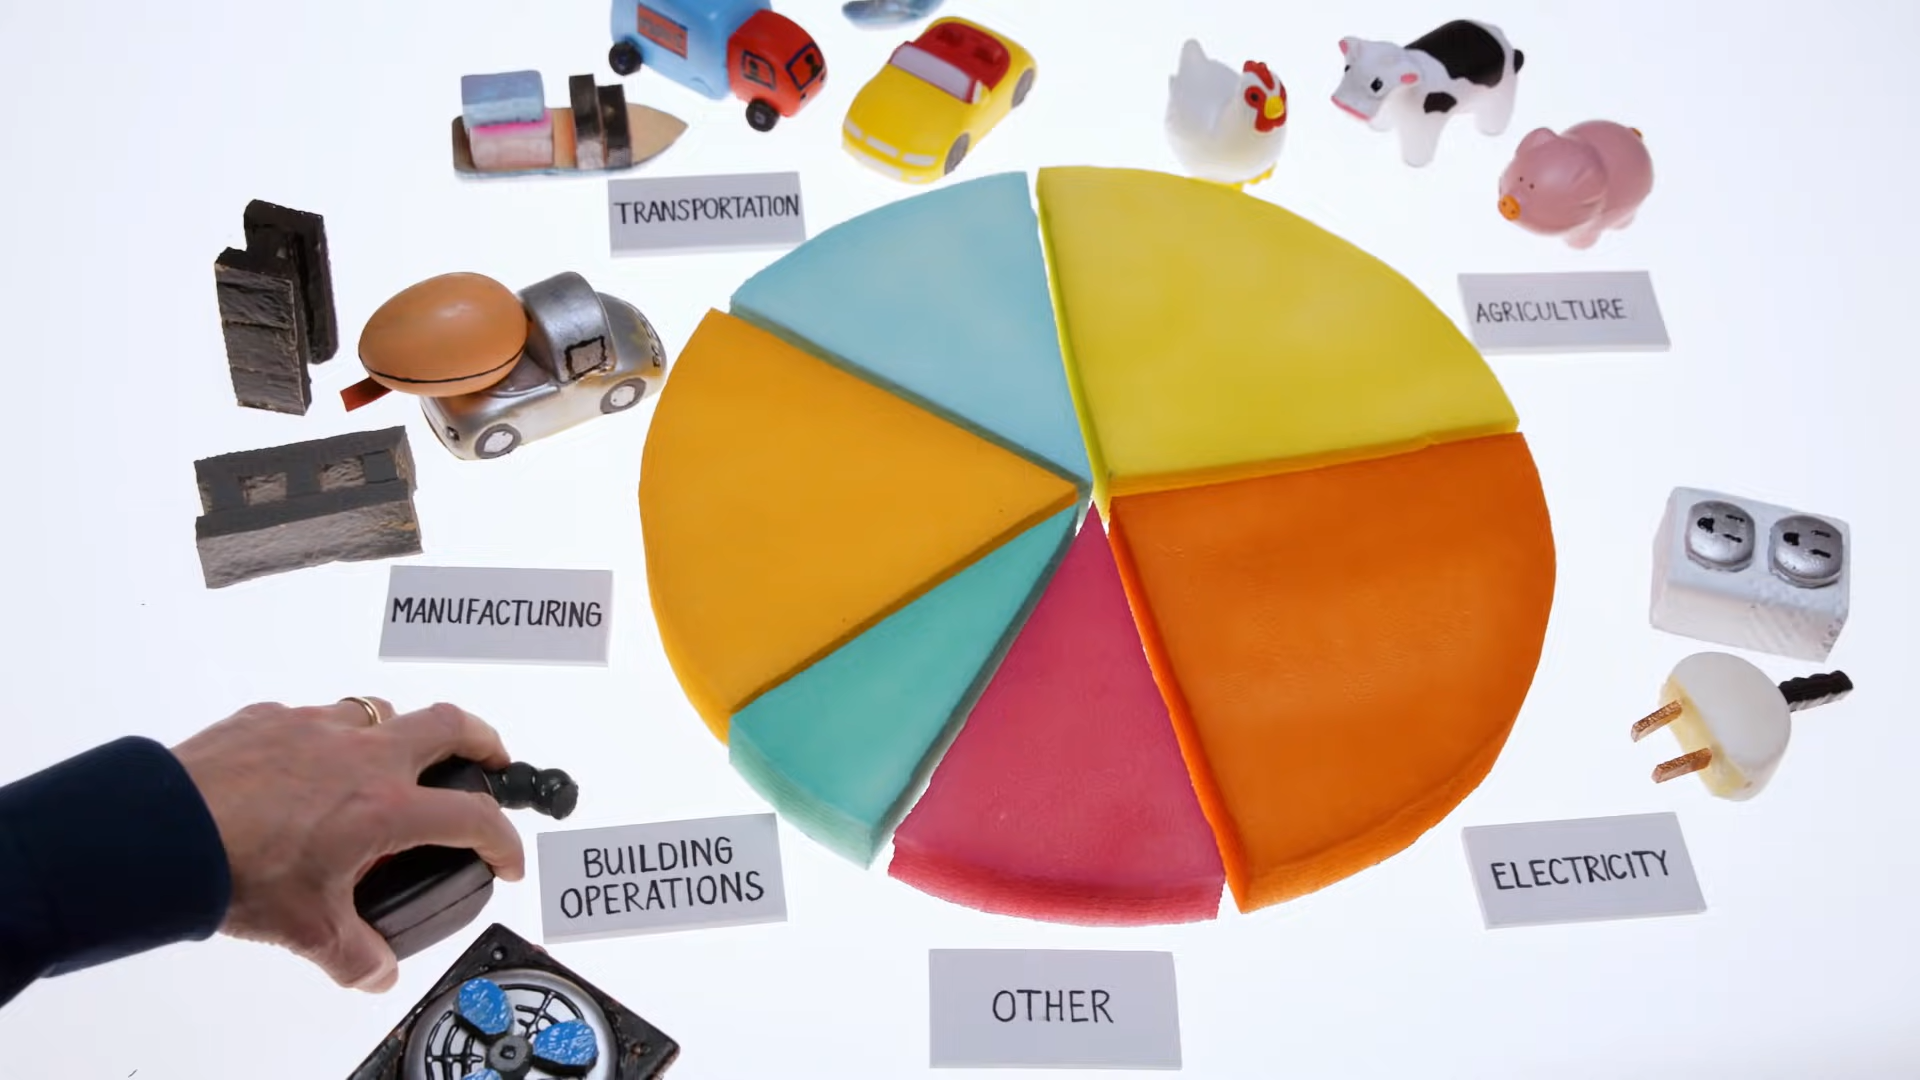 TRANSPORTATION
AGRICULTURE
MANUFACTURING
BUILDING
OPERATIONS
ELECTRICITY
OTHER